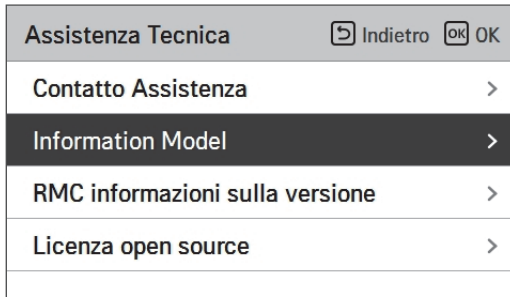 Assistenza Tecnica Indietro OK OK
Contatto Assistenza
Information Model
RMC informazioni sulla versione
Licenza open source